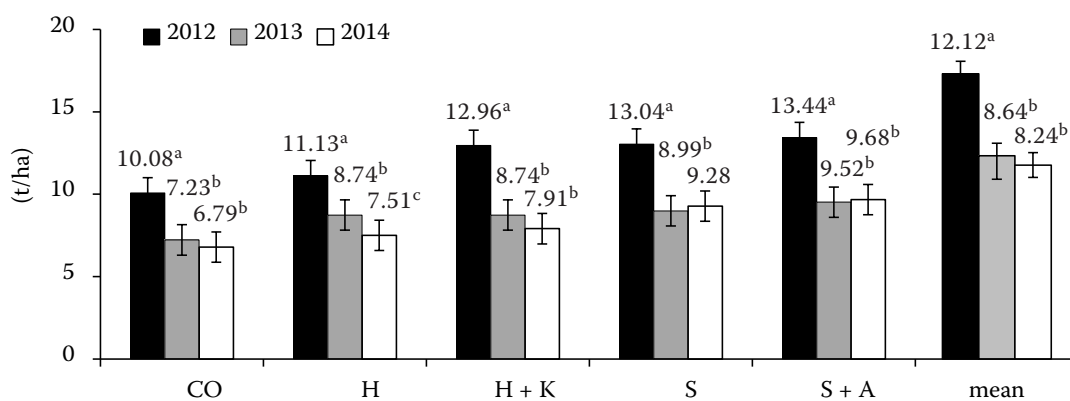 20
■ 2012 ■ 2013 □ 2014
12.12ᵃ
15
12.96ᵃ 13.04ᵃ 13.44ᵃ
8.64ᵇ
11.13ᵃ
9.68ᵇ
8.24ᵇ
10.08ᵃ
8.74ᵇ 8.74ᵇ 8.99ᵇ
9.52ᵇ
(t/ha)
10
7.23ᵇ
7.51ᶜ 7.91ᵇ 9.28
6.79ᵇ
5
0
CO H H + K S S + A mean